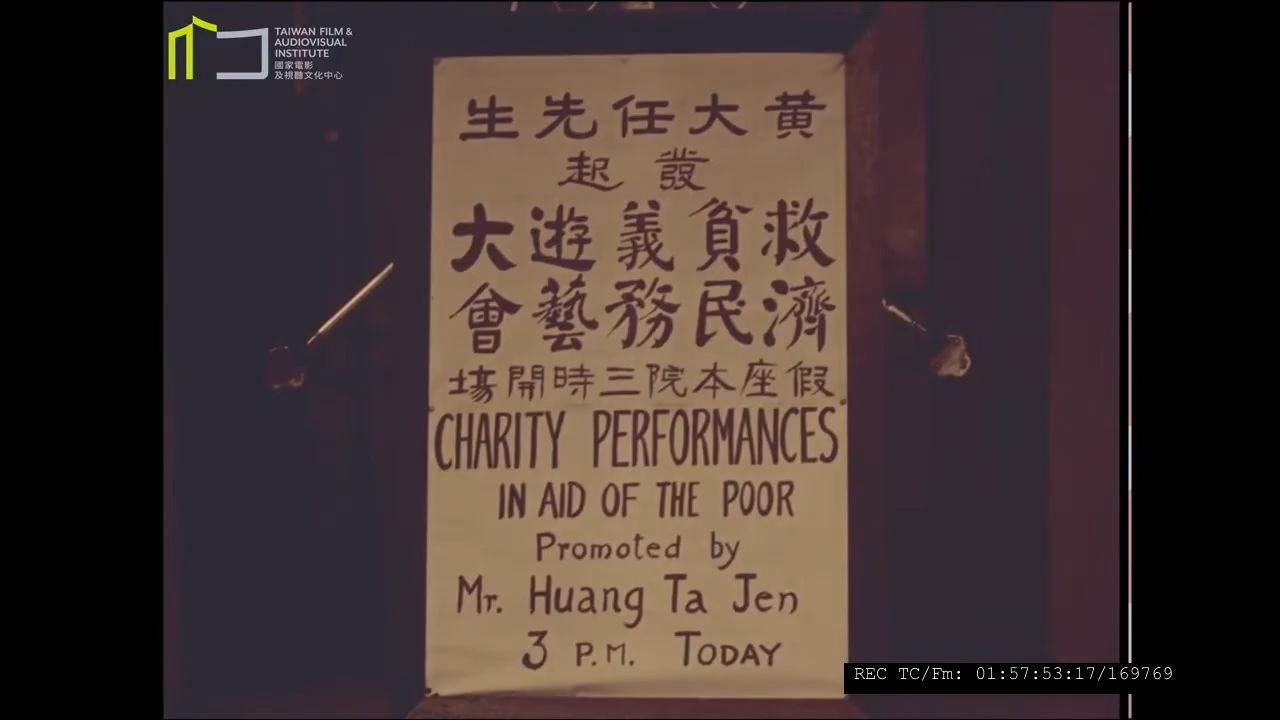 TAIWAN FILM &
AUDIOVISUAL
INSTITUTE
國家電影
及視聽文化中心
黄大任先生
發起
救濟貧民義務遊藝大會
假座本院三時開塲
CHARITY PERFORMANCES
IN AID OF THE POOR
Promoted by
Mr. Huang Ta Jen
3 P.M. TODAY
REC TC/Fm: 01:57:53:17/169769